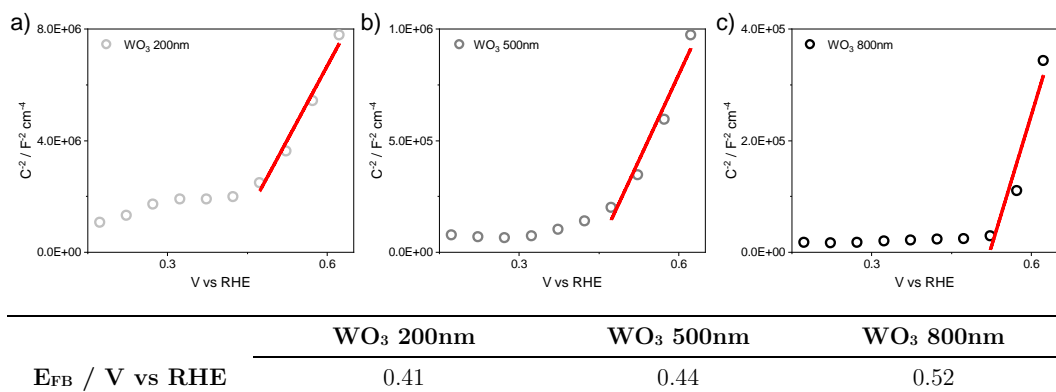 a)
8.0E+06
4.0E+06
0.0E+00
C⁻² / F⁻² cm⁻⁴
WO₃ 200nm
0.3
0.6
V vs RHE
b)
1.0E+06
5.0E+05
0.0E+00
C⁻² / F⁻² cm⁻⁴
WO₃ 500nm
0.3
0.6
V vs RHE
c)
4.0E+05
2.0E+05
0.0E+00
C⁻² / F⁻² cm⁻⁴
WO₃ 800nm
0.3
0.6
V vs RHE
WO₃ 200nm WO₃ 500nm WO₃ 800nm
E_FB / V vs RHE 0.41 0.44 0.52